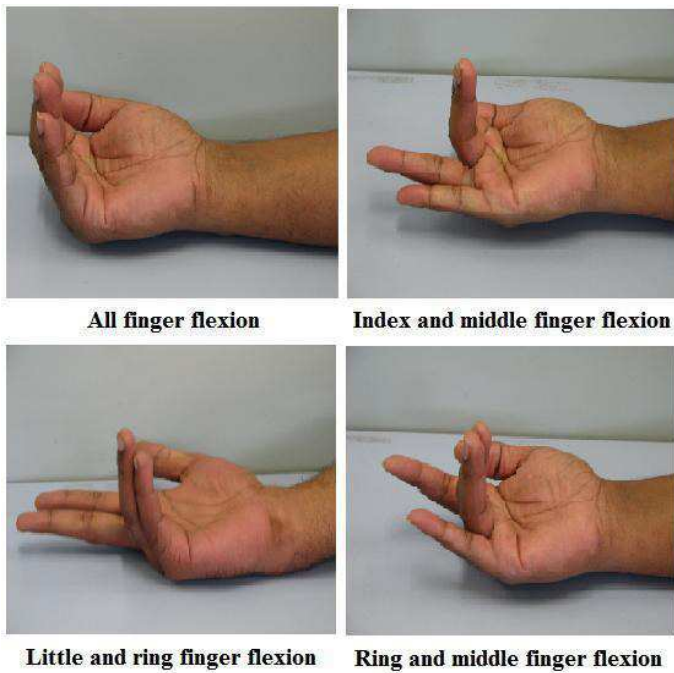 All finger flexion
Index and middle finger flexion
Little and ring finger flexion
Ring and middle finger flexion